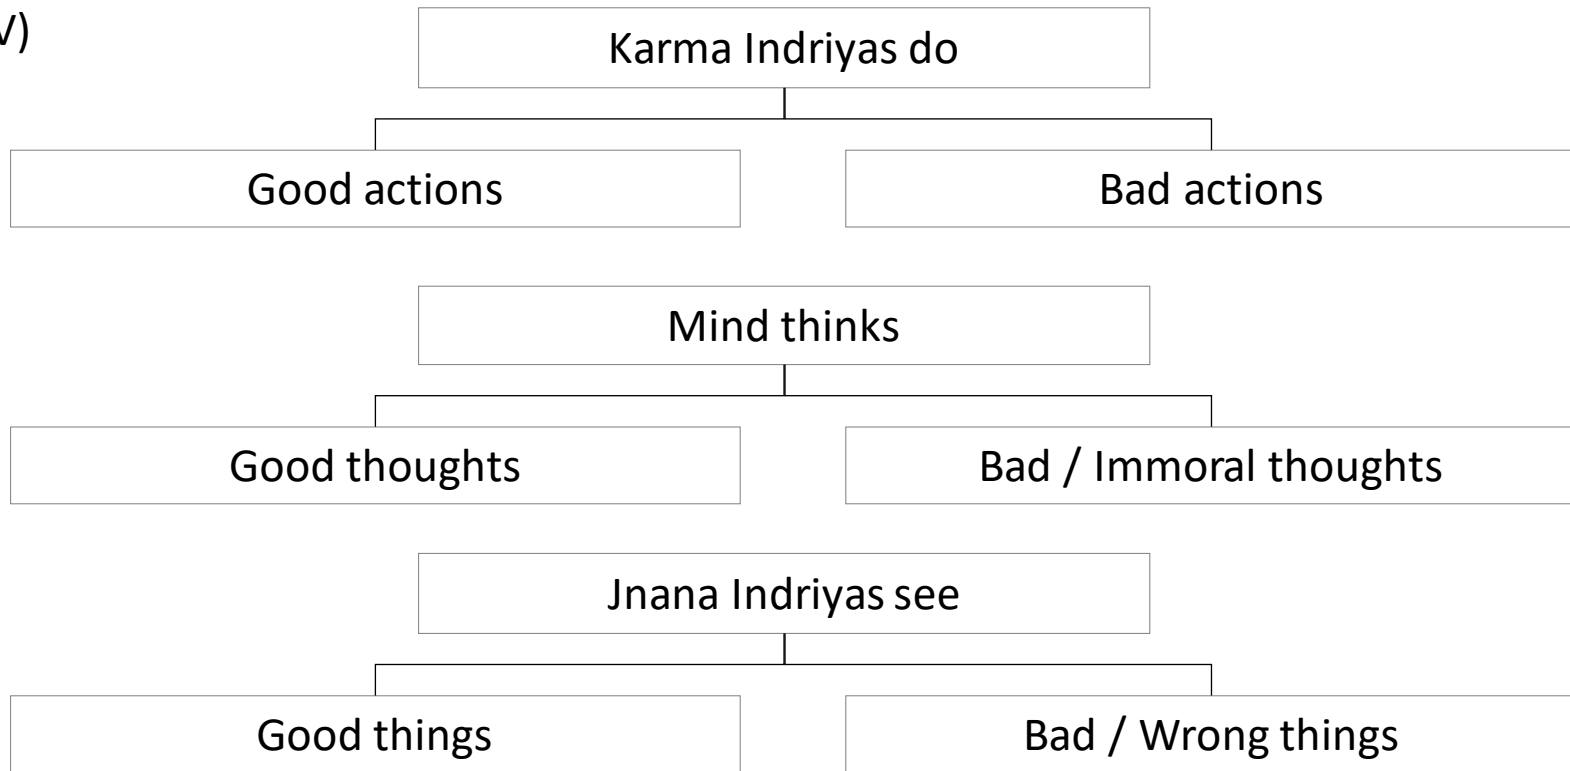 V)
Karma Indriyas do
Good actions Bad actions
Mind thinks
Good thoughts Bad / Immoral thoughts
Jnana Indriyas see
Good things Bad / Wrong things